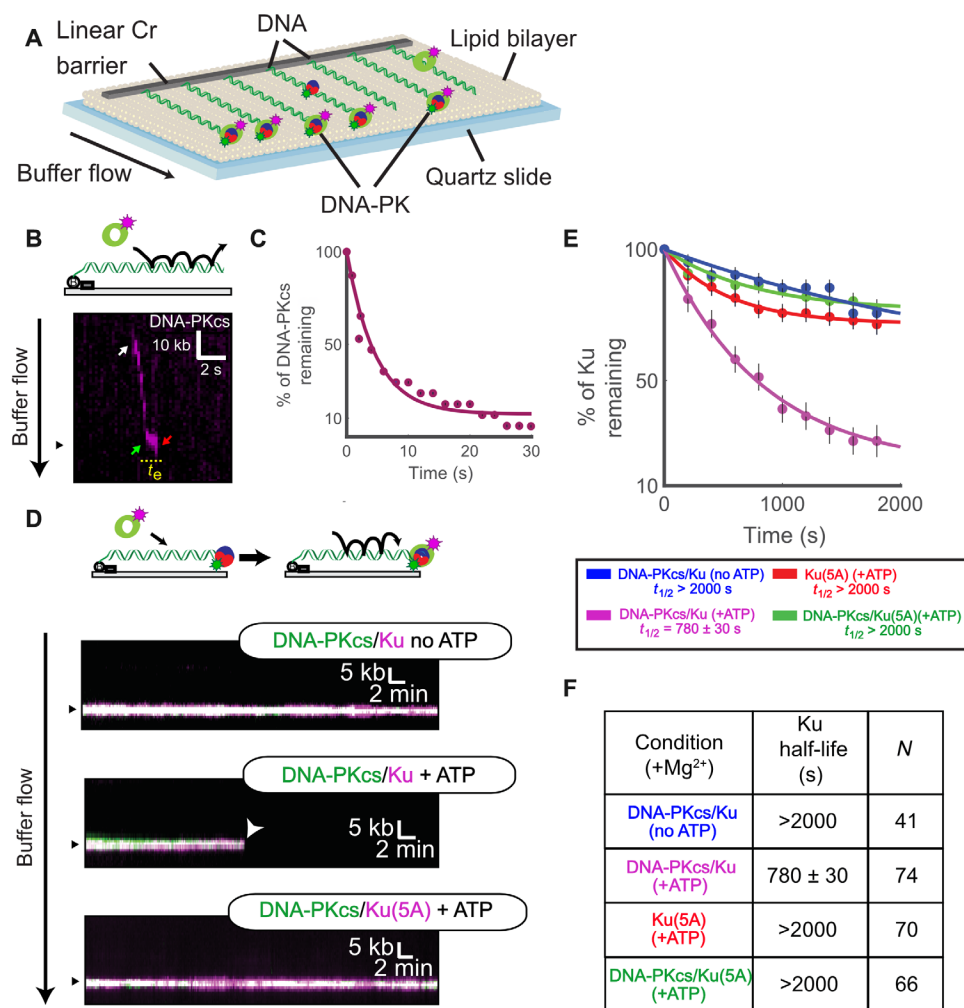 A
Linear Cr
barrier
DNA
Lipid bilayer
Buffer flow
DNA-PK
Quartz slide
B
Buffer flow
DNA-PKcs
10 kb
2 s
te
C
% of DNA-PKcs
remaining
100
50
10
0
10
20
30
Time (s)
D
Buffer flow
DNA-PKcs/Ku no ATP
5 kb
2 min
DNA-PKcs/Ku + ATP
5 kb
2 min
DNA-PKcs/Ku(5A) + ATP
5 kb
2 min
E
% of Ku
remaining
100
50
10
0
1000
2000
Time (s)
DNA-PKcs/Ku (no ATP)
t1/2 > 2000 s
Ku(5A) (+ATP)
t1/2 > 2000 s
DNA-PKcs/Ku (+ATP)
t1/2 = 780 ± 30 s
DNA-PKcs/Ku(5A)(+ATP)
t1/2 > 2000 s
F
Condition
(+Mg2+)
Ku
half-life
(s)
N
DNA-PKcs/Ku
(no ATP)
>2000
41
DNA-PKcs/Ku
(+ATP)
780 ± 30
74
Ku(5A)
(+ATP)
>2000
70
DNA-PKcs/Ku(5A)
(+ATP)
>2000
66